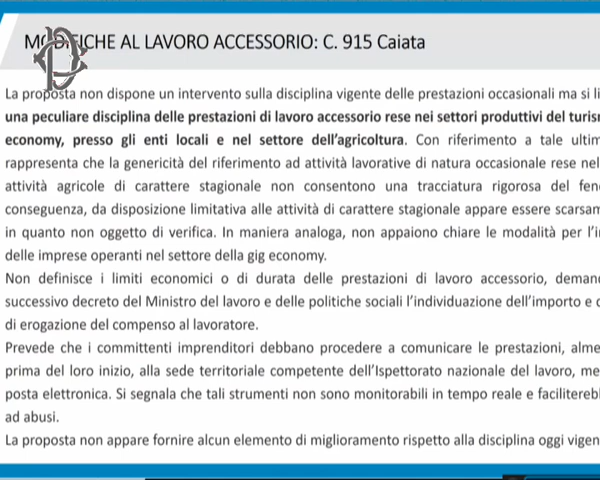 MODIFICHE AL LAVORO ACCESSORIO: C. 915 Caiata
La proposta non dispone un intervento sulla disciplina vigente delle prestazioni occasionali ma si li
una peculiare disciplina delle prestazioni di lavoro accessorio rese nei settori produttivi del turis
economy, presso gli enti locali e nel settore dell'agricoltura. Con riferimento a tale ultim
rappresenta che la genericità del riferimento ad attività lavorative di natura occasionale rese nel
attività agricole di carattere stagionale non consentono una tracciatura rigorosa del fen
conseguenza, da disposizione limitativa alle attività di carattere stagionale appare essere scarsam
in quanto non oggetto di verifica. In maniera analoga, non appaiono chiare le modalità per l'i
delle imprese operanti nel settore della gig economy.
Non definisce i limiti economici o di durata delle prestazioni di lavoro accessorio, deman
successivo decreto del Ministro del lavoro e delle politiche sociali l'individuazione dell'importo e
di erogazione del compenso al lavoratore.
Prevede che i committenti imprenditori debbano procedere a comunicare le prestazioni, alme
prima del loro inizio, alla sede territoriale competente dell'Ispettorato nazionale del lavoro, me
posta elettronica. Si segnala che tali strumenti non sono monitorabili in tempo reale e faciliterebb
ad abusi.
La proposta non appare fornire alcun elemento di miglioramento rispetto alla disciplina oggi vigen